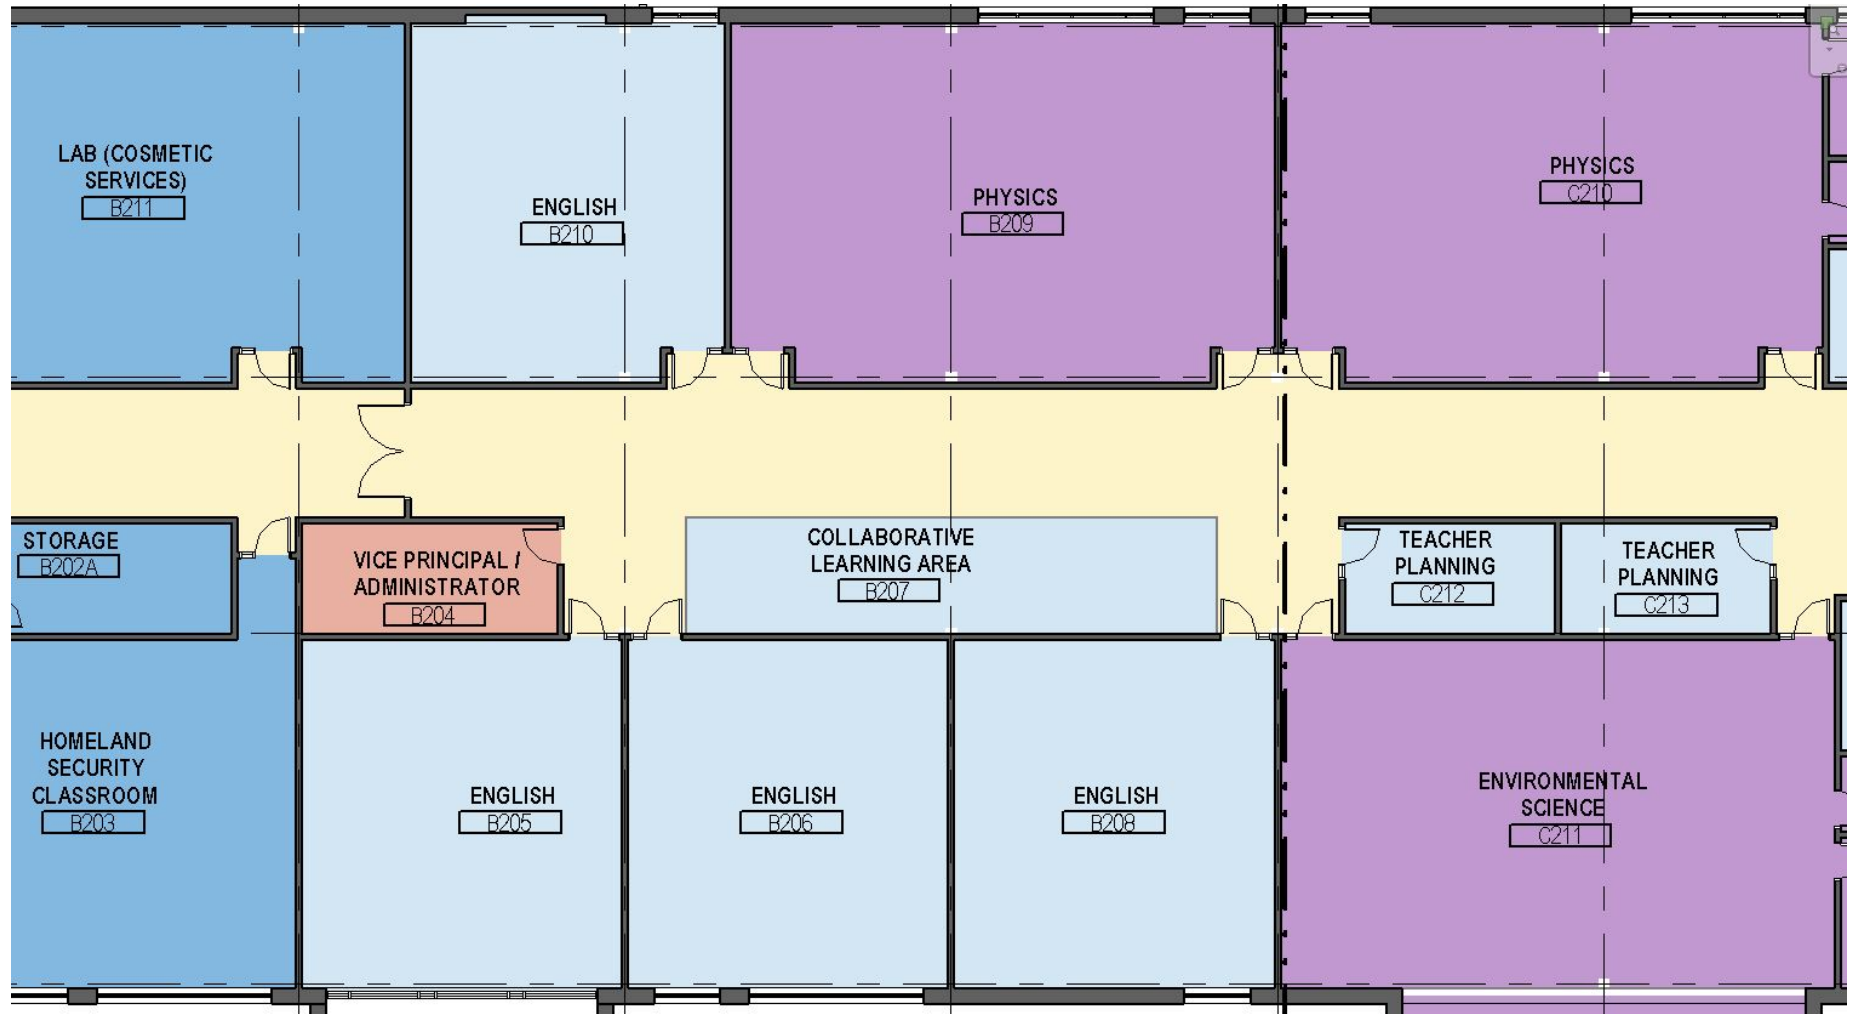 LAB (COSMETIC
SERVICES)
B211
ENGLISH
B210
PHYSICS
B209
PHYSICS
C210
STORAGE
B202A
VICE PRINCIPAL /
ADMINISTRATOR
B204
COLLABORATIVE
LEARNING AREA
B207
TEACHER
PLANNING
C212
TEACHER
PLANNING
C213
HOMELAND
SECURITY
CLASSROOM
B203
ENGLISH
B205
ENGLISH
B206
ENGLISH
B208
ENVIRONMENTAL
SCIENCE
C211